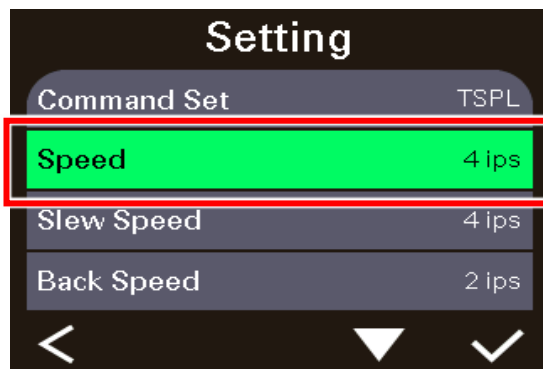 Setting
Command Set TSPL
Speed 4 ips
Slew Speed 4 ips
Back Speed 2 ips